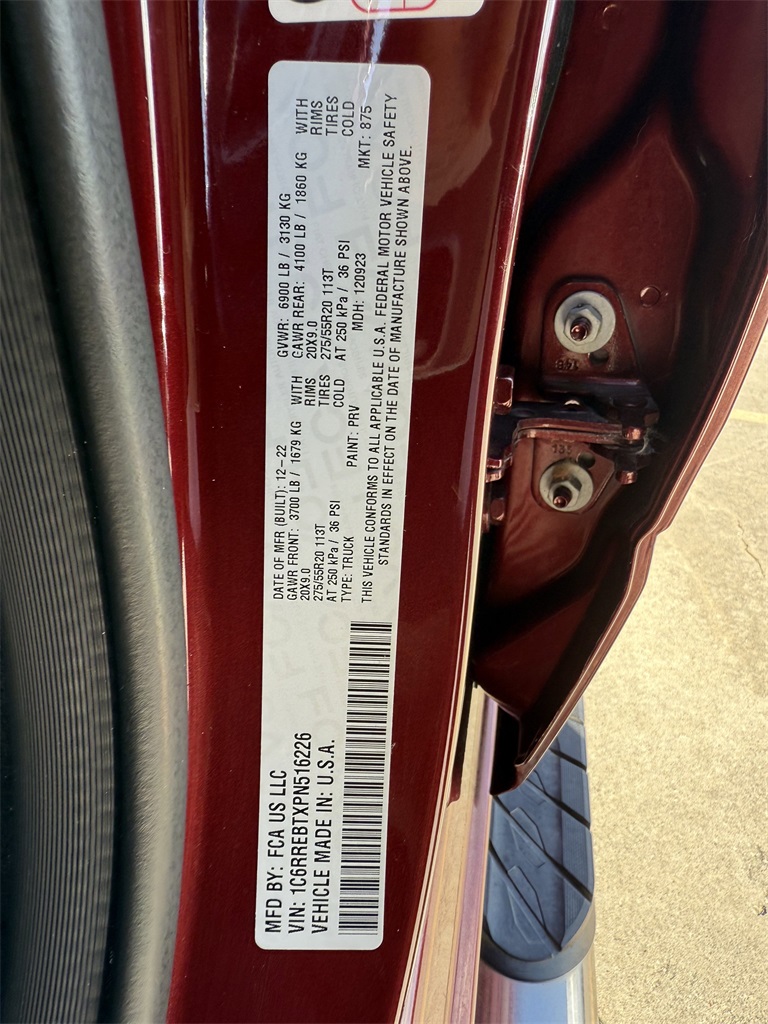 MFD BY: FCA US LLC
VIN: 1C6RREBTXPN516226
VEHICLE MADE IN: U.S.A.
DATE OF MFR (BUILT): 12-22 GVWR: 6900 LB / 3130 KG
GAWR FRONT: 3700 LB / 1679 KG WITH GAWR REAR: 4100 LB / 1860 KG WITH
20X9.0 RIMS 20X9.0 RIMS
275/55R20 113T TIRES 275/55R20 113T TIRES
AT 250 kPa / 36 PSI COLD AT 250 kPa / 36 PSI COLD
TYPE: TRUCK PAINT: PRV MDH: 120923 MKT: 875
THIS VEHICLE CONFORMS TO ALL APPLICABLE U.S.A. FEDERAL MOTOR VEHICLE SAFETY
STANDARDS IN EFFECT ON THE DATE OF MANUFACTURE SHOWN ABOVE.